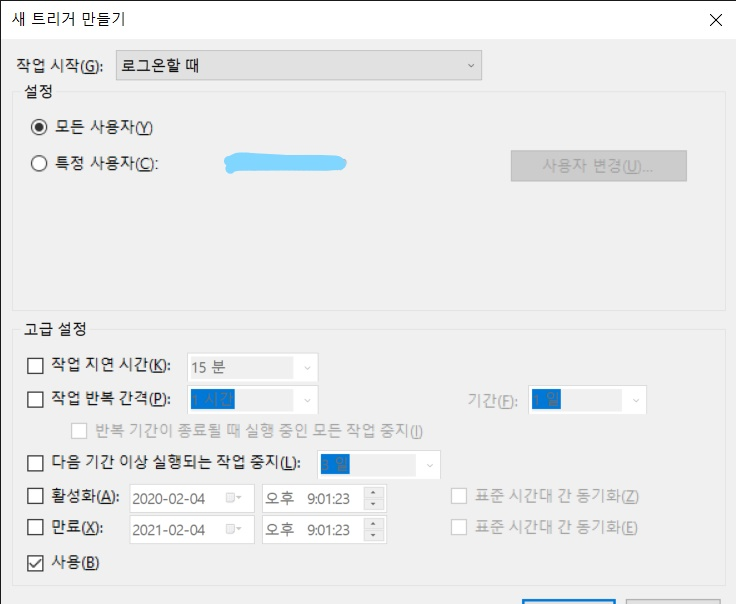 새 트리거 만들기
작업 시작(G): 로그온할 때
설정
모든 사용자(Y)
특정 사용자(C): 사용자 변경(U)...
고급 설정
작업 지연 시간(K): 15 분
작업 반복 간격(P): 1 시간 기간(F): 1 일
반복 기간이 종료될 때 실행 중인 모든 작업 중지(I)
다음 기간 이상 실행되는 작업 중지(L): 3 일
활성화(A): 2020-02-04 오후 9:01:23 표준 시간대 간 동기화(Z)
만료(X): 2021-02-04 오후 9:01:23 표준 시간대 간 동기화(E)
사용(B)